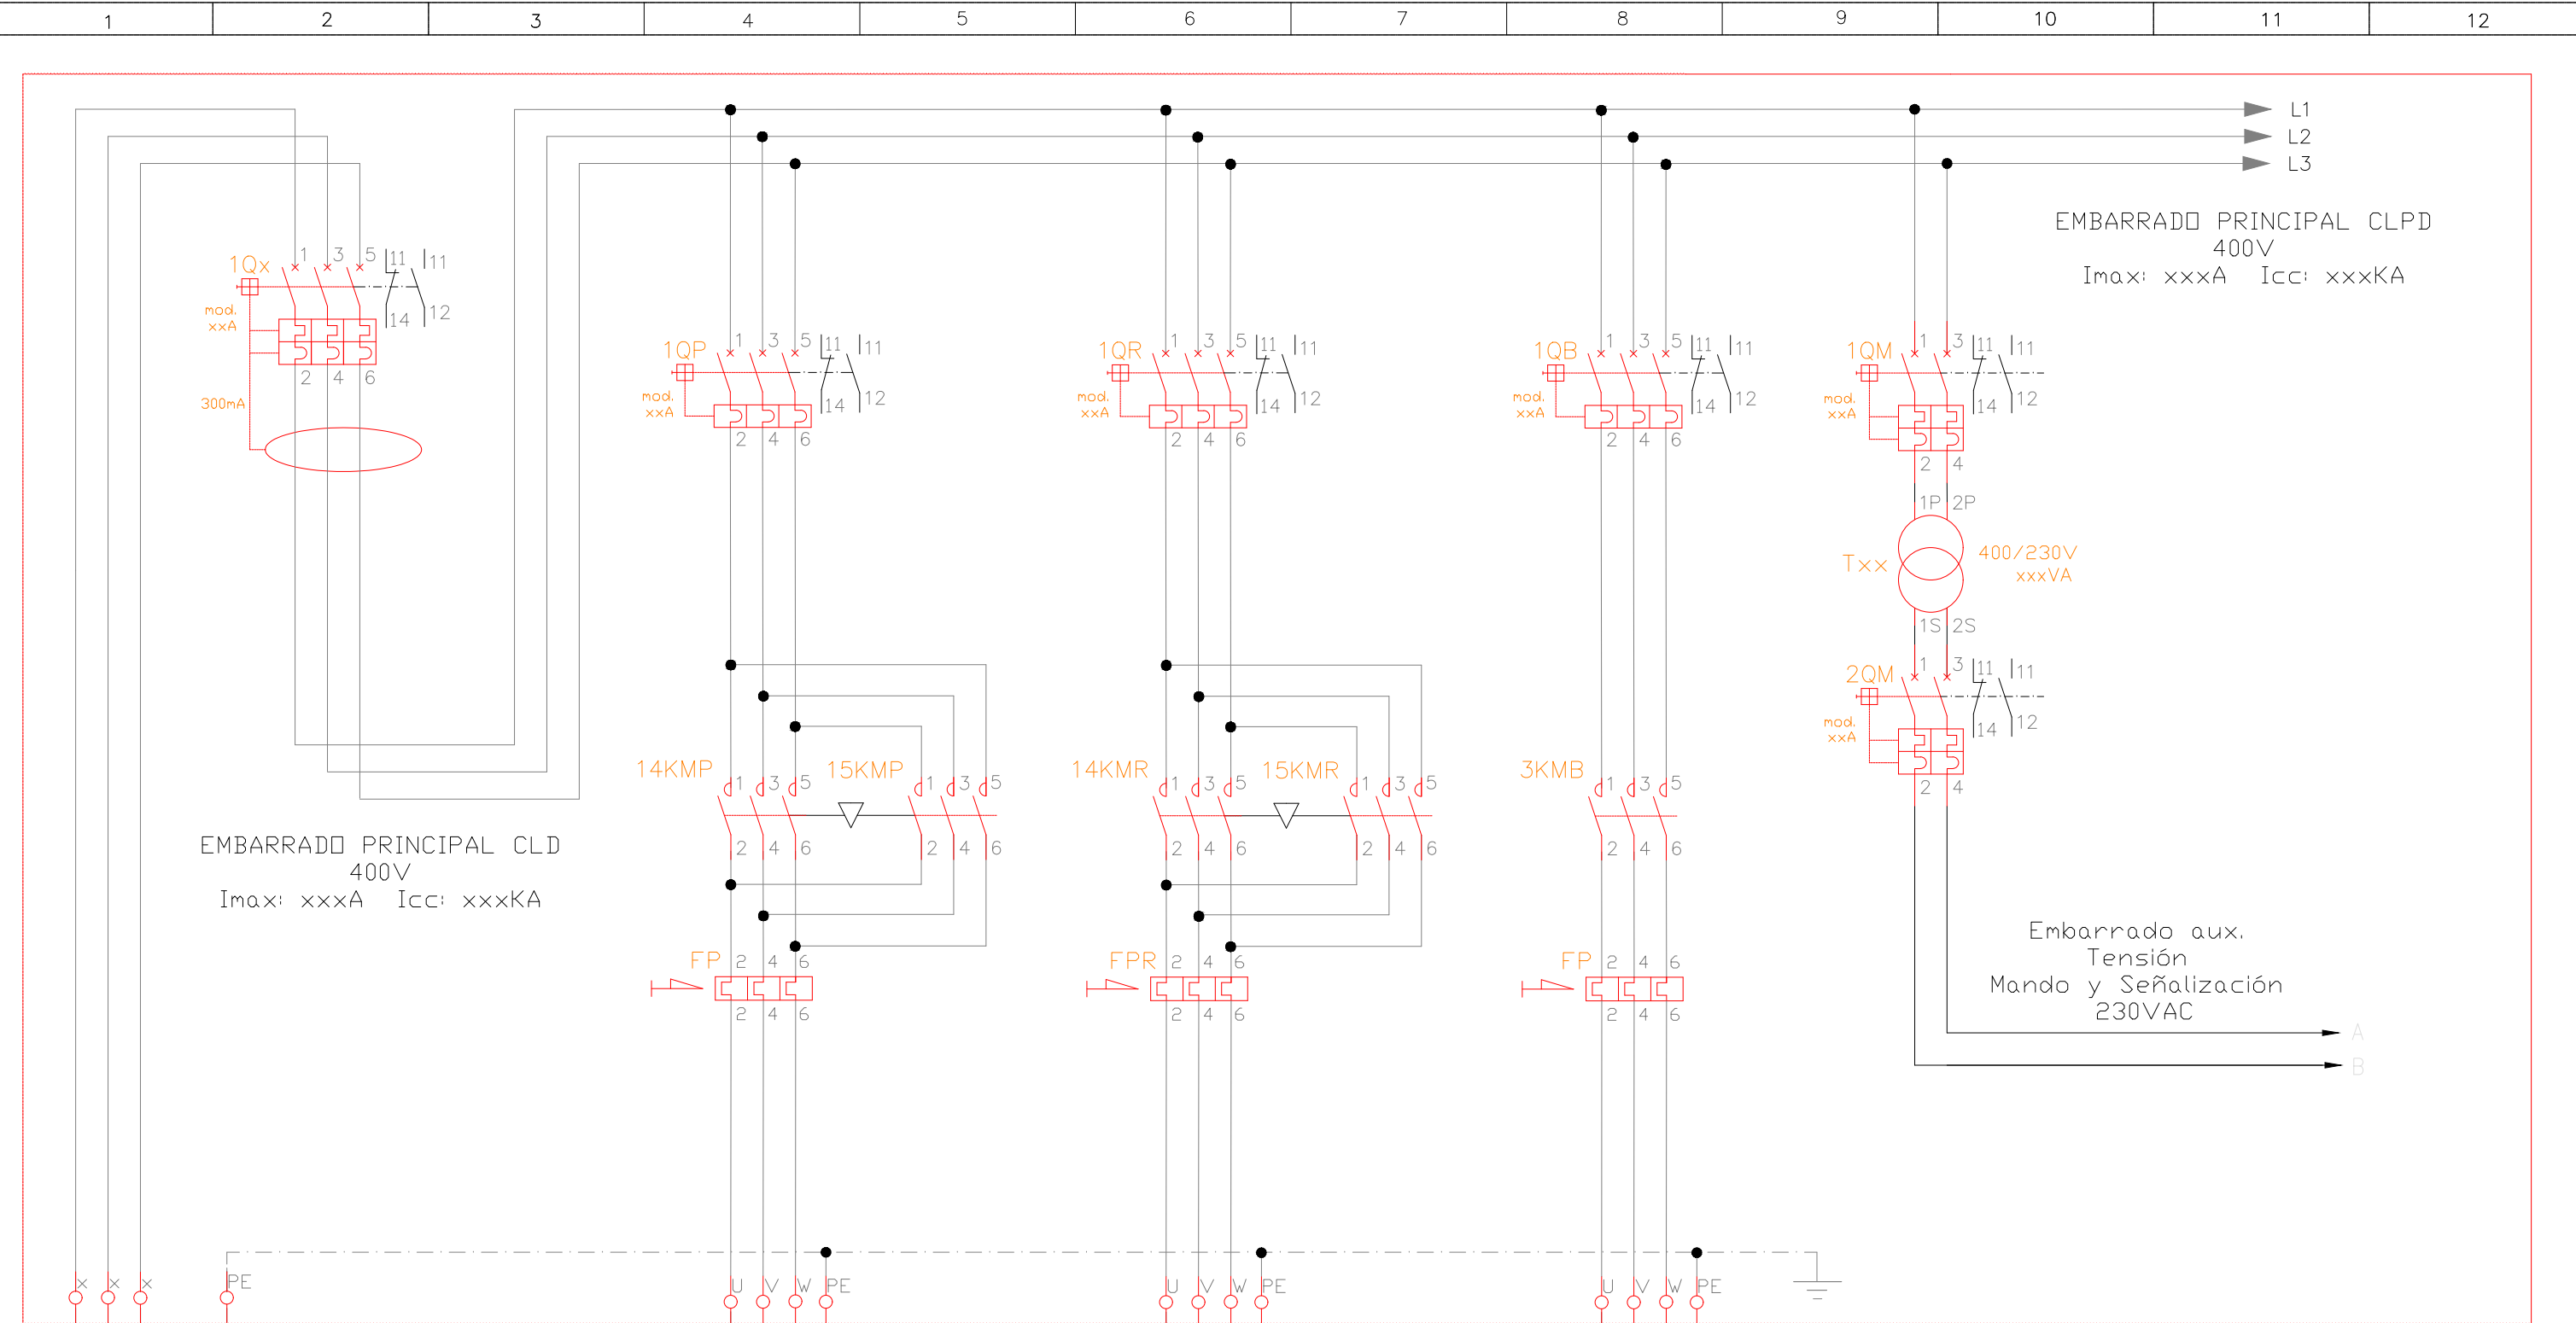 1 2 3 4 5 6 7 8 9 10 11 12
L1
L2
L3
EMBARRADO PRINCIPAL CLPD
400V
Imax: xxxA Icc: xxxKA
1Qx
1 3 5 11 11
mod.
xxA
14 12
2 4 6
300mA
1QP
1 3 5 11 11
mod.
xxA
14 12
2 4 6
1QR
1 3 5 11 11
mod.
xxA
14 12
2 4 6
1QB
1 3 5 11 11
mod.
xxA
14 12
2 4 6
1QM
1 3 11 11
mod.
xxA
14 12
2 4
1P 2P
Txx
400/230V
xxxVA
1S 2S
2QM
1 3 11 11
mod.
xxA
14 12
2 4
14KMP
1 3 5
2 4 6
15KMP
1 3 5
2 4 6
14KMR
1 3 5
2 4 6
15KMR
1 3 5
2 4 6
3KMB
1 3 5
2 4 6
EMBARRADO PRINCIPAL CLD
400V
Imax: xxxA Icc: xxxKA
FP 2 4 6
2 4 6
FPR 2 4 6
2 4 6
FP 2 4 6
2 4 6
Embarrado aux.
Tensión
Mando y Señalización
230VAC
A
B
x x x PE
U V W PE
U V W PE
U V W PE